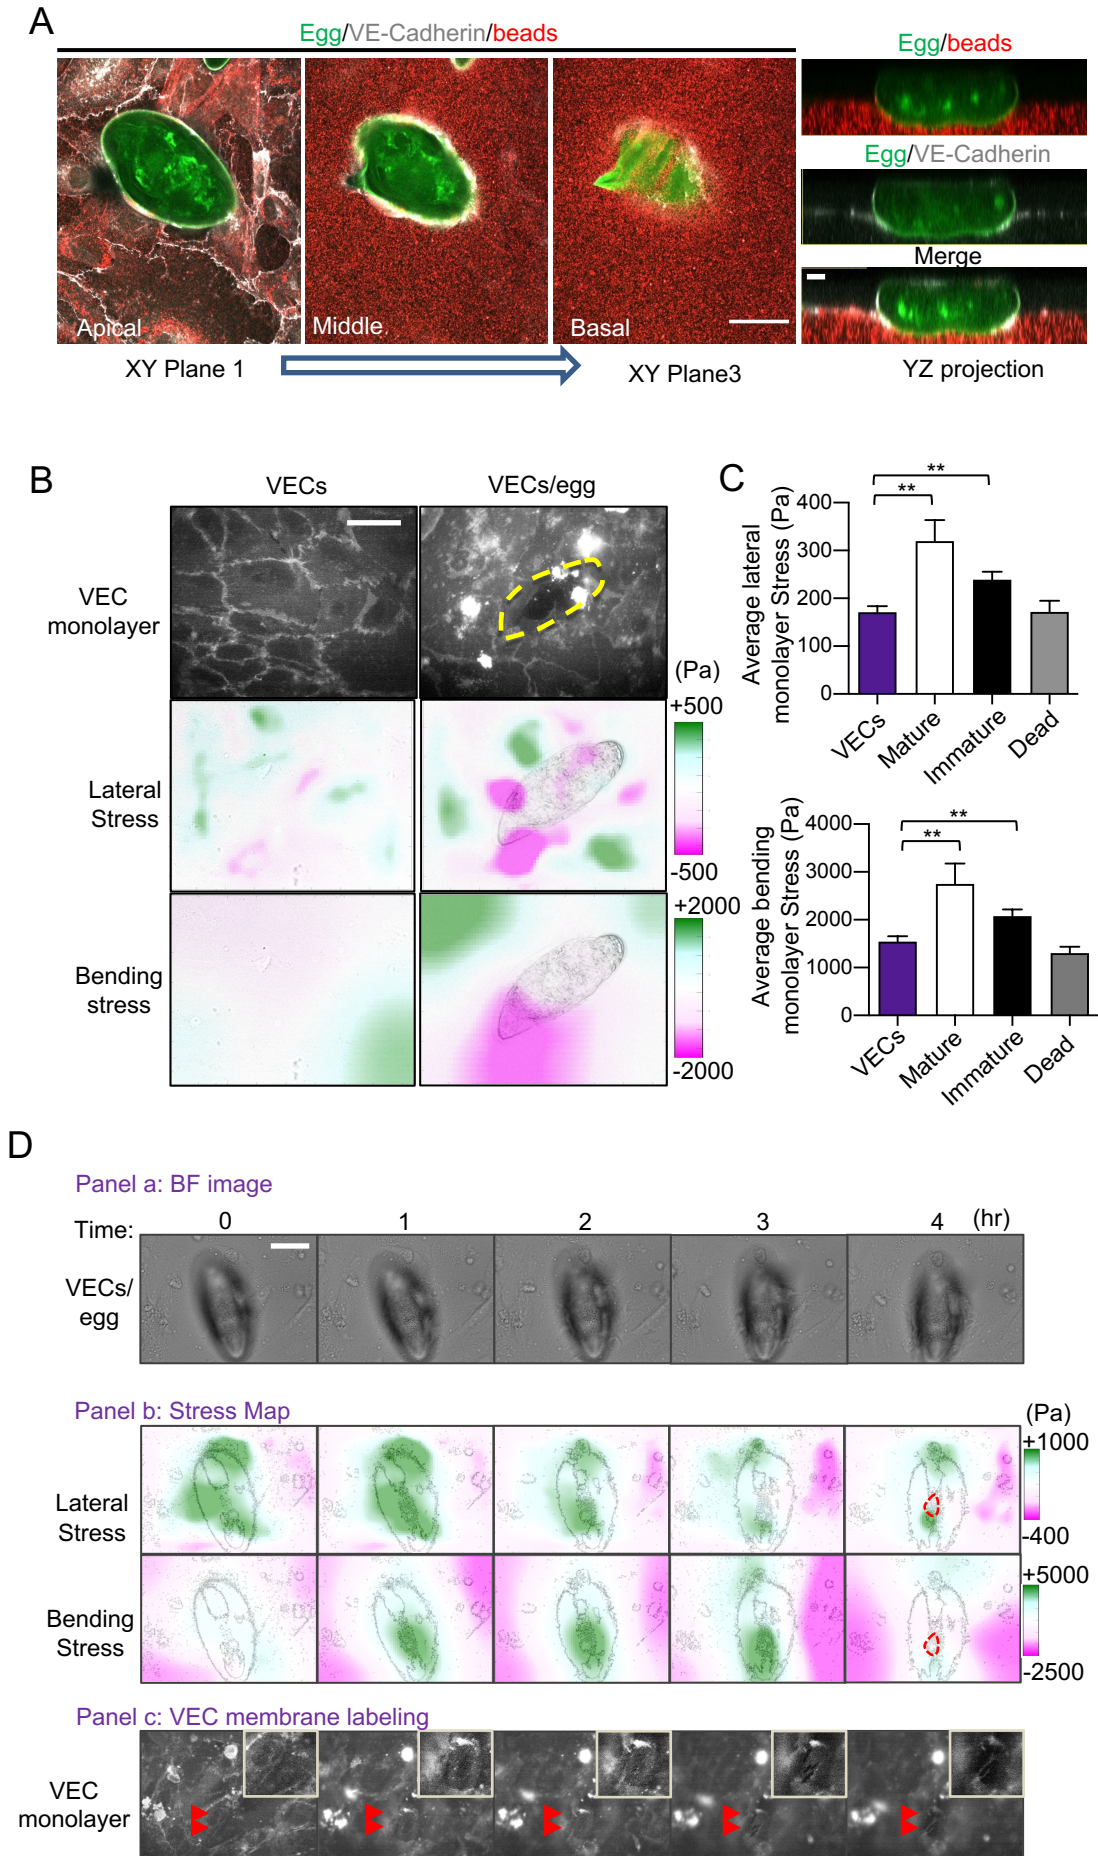 A
Egg/VE-Cadherin/beads
Egg/beads
Egg/VE-Cadherin
Merge
Apical
Middle
Basal
XY Plane 1
XY Plane3
YZ projection
B
VECs
VECs/egg
VEC
monolayer
(Pa)
+500
Lateral
Stress
-500
+2000
Bending
stress
-2000
C
Average lateral
monolayer Stress (Pa)
400
300
200
100
0
**
**
VECs
Mature
Immature
Dead
Average bending
monolayer Stress (Pa)
4000
3000
2000
1000
0
**
**
VECs
Mature
Immature
Dead
D
Panel a: BF image
Time: 0 1 2 3 4 (hr)
VECs/
egg
Panel b: Stress Map
(Pa)
+1000
Lateral
Stress
-400
+5000
Bending
Stress
-2500
Panel c: VEC membrane labeling
VEC
monolayer